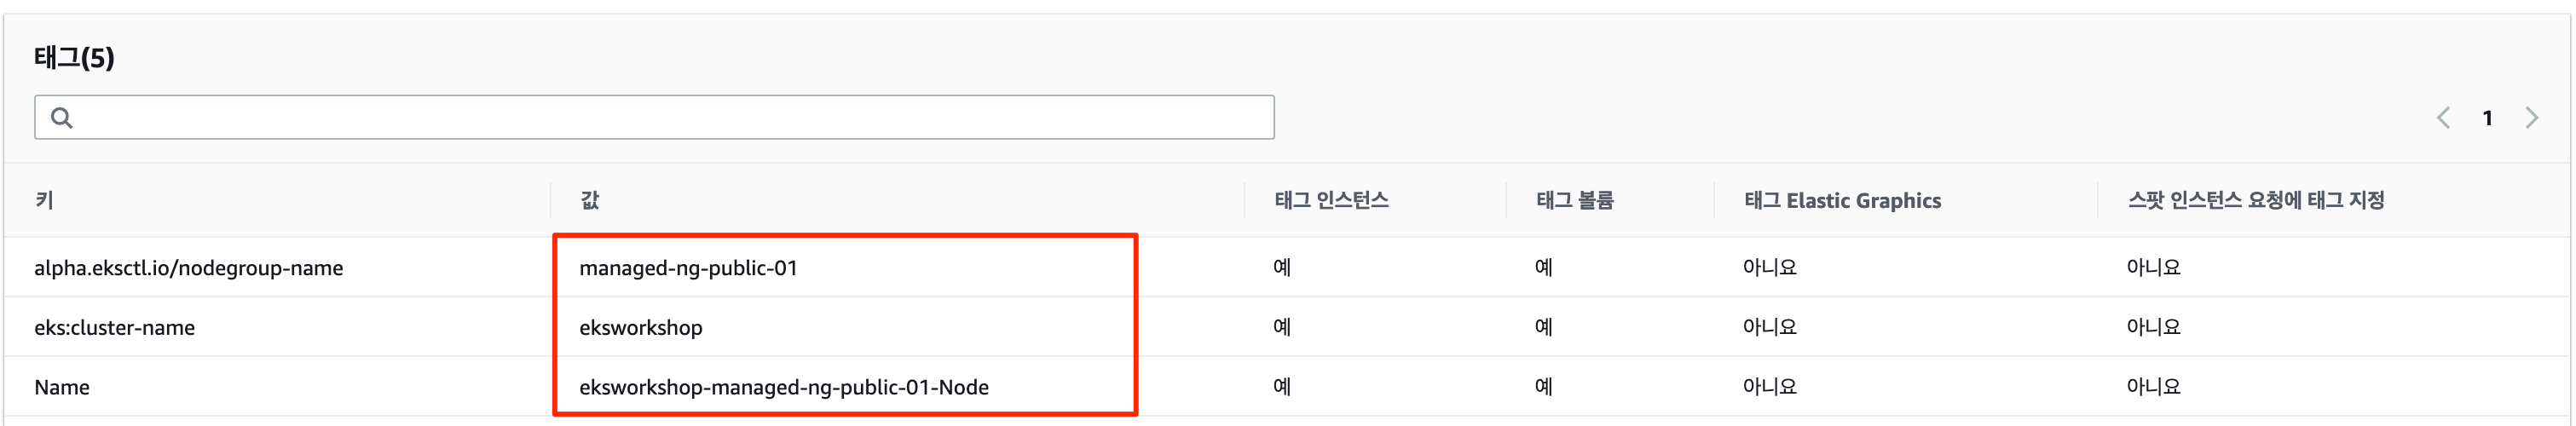 태그(5)
1
키 값 태그 인스턴스 태그 볼륨 태그 Elastic Graphics 스팟 인스턴스 요청에 태그 지정
alpha.eksctl.io/nodegroup-name managed-ng-public-01 예 예 아니요 아니요
eks:cluster-name eksworkshop 예 예 아니요 아니요
Name eksworkshop-managed-ng-public-01-Node 예 예 아니요 아니요